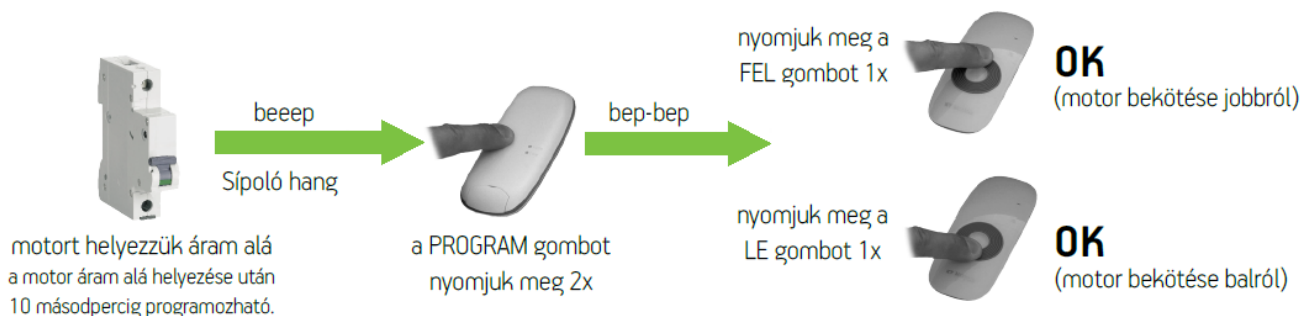 motort helyezzük áram alá
a motor áram alá helyezése után
10 másodpercig programozható.
beeep
Sípoló hang
a PROGRAM gombot
nyomjuk meg 2x
bep-bep
nyomjuk meg a
FEL gombot 1x
OK
(motor bekötése jobbról)
nyomjuk meg a
LE gombot 1x
OK
(motor bekötése balról)